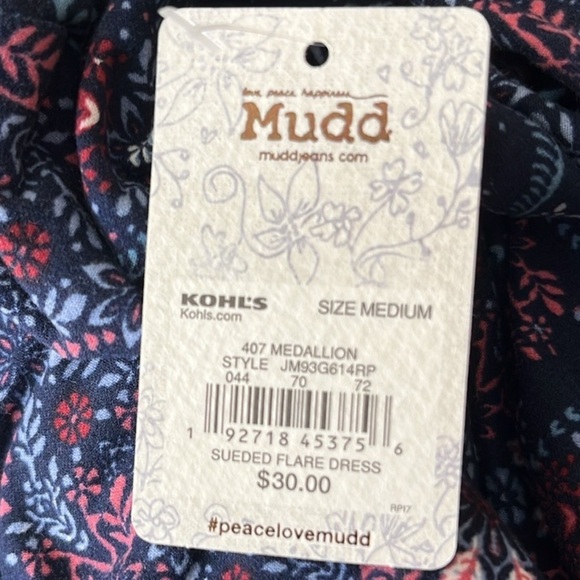 love peace happiness
Mudd
muddjeans.com
KOHL'S SIZE MEDIUM
Kohls.com
407 MEDALLION
STYLE JM93G614RP
044 70 72
1 92718 45375 6
SUEDED FLARE DRESS
$30.00
RP17
#peacelovemudd